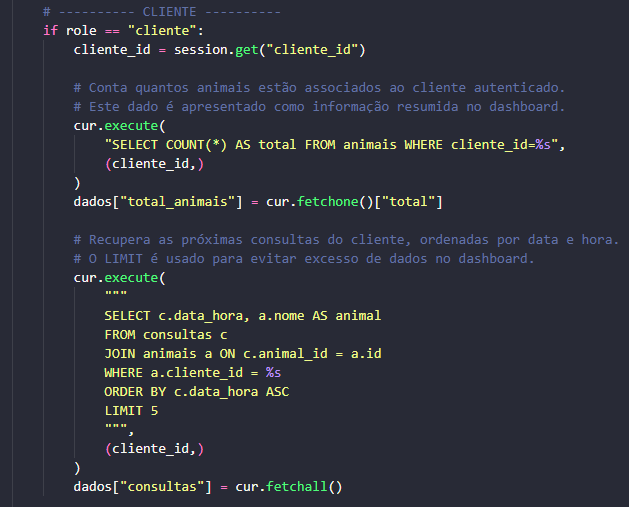 # ---------- CLIENTE ----------
if role == "cliente":
    cliente_id = session.get("cliente_id")

    # Conta quantos animais estão associados ao cliente autenticado.
    # Este dado é apresentado como informação resumida no dashboard.
    cur.execute(
        "SELECT COUNT(*) AS total FROM animais WHERE cliente_id=%s",
        (cliente_id,)
    )
    dados["total_animais"] = cur.fetchone()["total"]

    # Recupera as próximas consultas do cliente, ordenadas por data e hora.
    # O LIMIT é usado para evitar excesso de dados no dashboard.
    cur.execute(
        """
        SELECT c.data_hora, a.nome AS animal
        FROM consultas c
        JOIN animais a ON c.animal_id = a.id
        WHERE a.cliente_id = %s
        ORDER BY c.data_hora ASC
        LIMIT 5
        """,
        (cliente_id,)
    )
    dados["consultas"] = cur.fetchall()